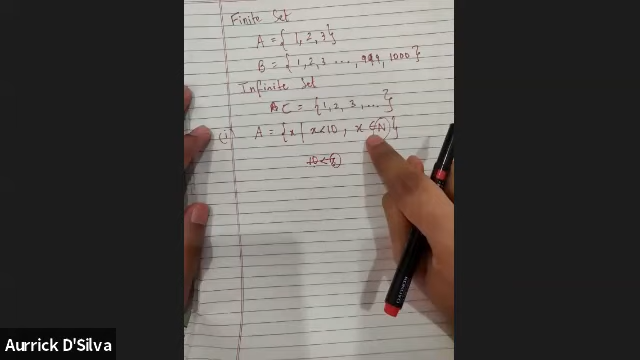 Finite Set
A = { 1, 2, 3 }
B = { 1, 2, 3 ...., 999, 1000 }
Infinite Set
C = { 1, 2, 3, .... }
(i) A = { x | x < 10, x ∈ N }
Aurrick D'Silva